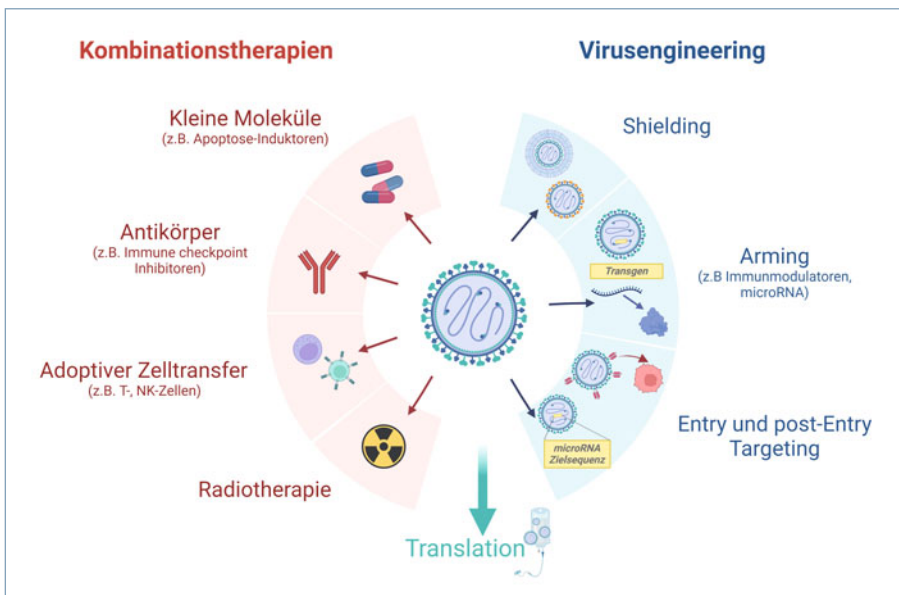 Kombinationstherapien
Kleine Moleküle
(z.B. Apoptose-Induktoren)
Antikörper
(z.B. Immune checkpoint
Inhibitoren)
Adoptiver Zelltransfer
(z.B. T-, NK-Zellen)
Radiotherapie
Virusengineering
Shielding
Transgen
Arming
(z.B Immunmodulatoren,
microRNA)
Entry und post-Entry
Targeting
microRNA
Zielsequenz
Translation